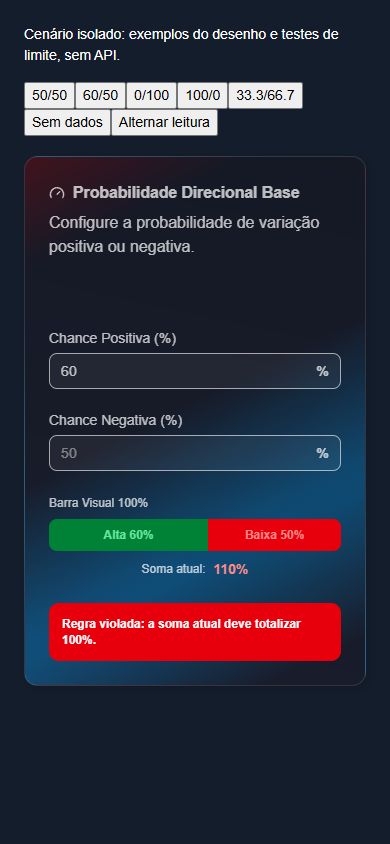 Cenário isolado: exemplos do desenho e testes de
limite, sem API.
50/50 60/50 0/100 100/0 33.3/66.7
Sem dados Alternar leitura
Probabilidade Direcional Base
Configure a probabilidade de variação
positiva ou negativa.
Chance Positiva (%)
60 %
Chance Negativa (%)
50 %
Barra Visual 100%
Alta 60% Baixa 50%
Soma atual: 110%
Regra violada: a soma atual deve totalizar
100%.